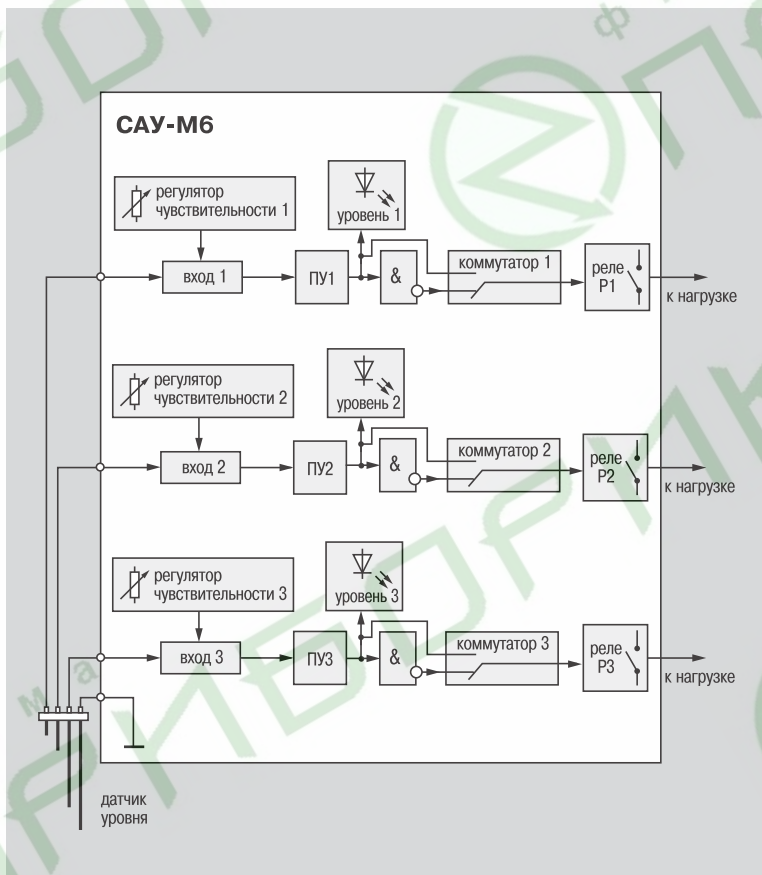 САУ-М6
регулятор
чувствительности 1
уровень 1
вход 1
ПУ1
&
коммутатор 1
реле
Р1
к нагрузке
регулятор
чувствительности 2
уровень 2
вход 2
ПУ2
&
коммутатор 2
реле
Р2
к нагрузке
регулятор
чувствительности 3
уровень 3
вход 3
ПУ3
&
коммутатор 3
реле
Р3
к нагрузке
датчик
уровня